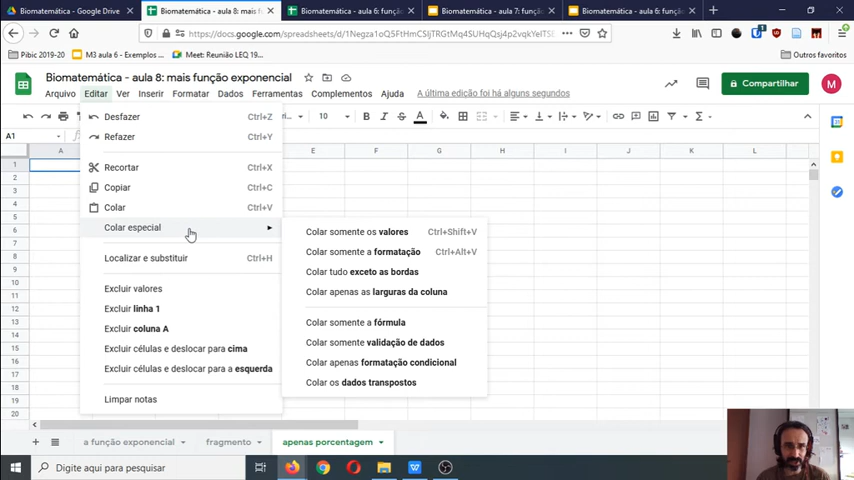 Biomatemática - Google Drive
Biomatemática - aula 8: mais f
Biomatemática - aula 6: funçã
Biomatemática - aula 7: funçã
Biomatemática - aula 6: funçã
Pibic 2019-20
M3 aula 6 - Exemplos ...
Meet: Reunião LEQ 19...
Outros favoritos
Biomatemática - aula 8: mais função exponencial
Arquivo Editar Ver Inserir Formatar Dados Ferramentas Complementos Ajuda
A última edição foi há alguns segundos
Compartilhar
M
10 B I S A
A1
A E F G H I J K L
1
2
3
4
5
6
7
8
9
10
11
12
13
14
15
16
17
18
19
20
Desfazer Ctrl+Z
Refazer Ctrl+Y
Recortar Ctrl+X
Copiar Ctrl+C
Colar Ctrl+V
Colar especial
Localizar e substituir Ctrl+H
Excluir valores
Excluir linha 1
Excluir coluna A
Excluir células e deslocar para cima
Excluir células e deslocar para a esquerda
Limpar notas
Colar somente os valores Ctrl+Shift+V
Colar somente a formatação Ctrl+Alt+V
Colar tudo exceto as bordas
Colar apenas as larguras da coluna
Colar somente a fórmula
Colar somente validação de dados
Colar apenas formatação condicional
Colar os dados transpostos
a função exponencial
fragmento
apenas porcentagem
Digite aqui para pesquisar